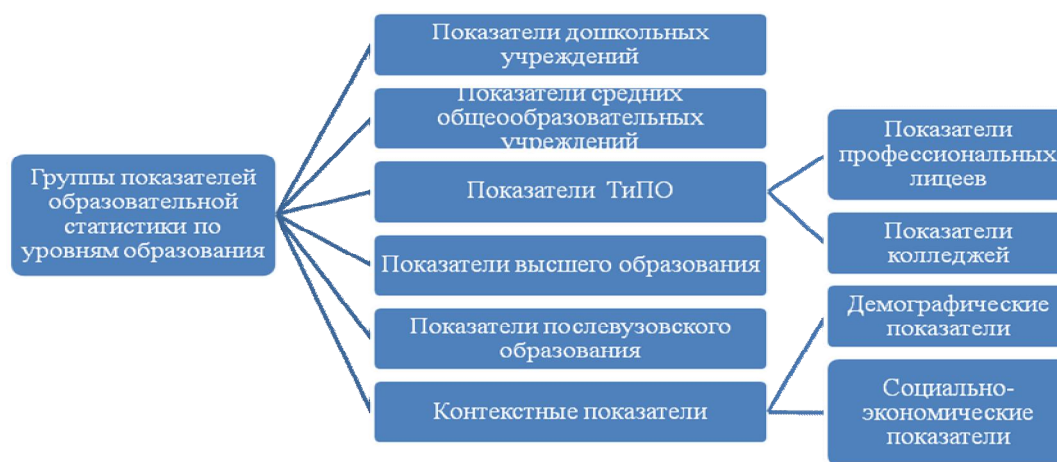 Группы показателей
образовательной
статистики по
уровням образования
Показатели дошкольных
учреждений
Показатели средних
общеообразовательных
учреждений
Показатели ТиПО
Показатели высшего образования
Показатели послевузовского
образования
Контекстные показатели
Показатели
профессиональных
лицеев
Показатели
колледжей
Демографические
показатели
Социально-
экономические
показатели